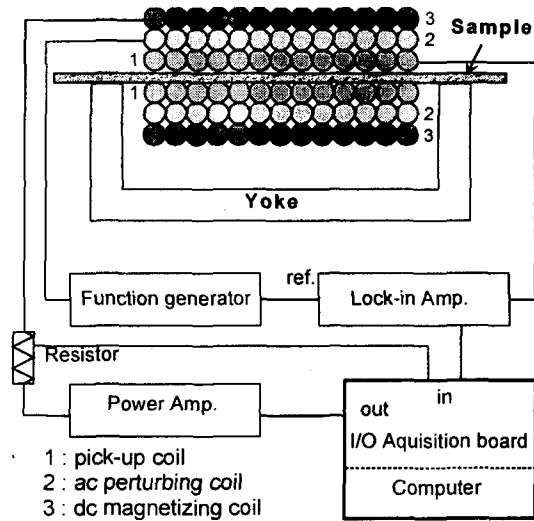 3
Sample
2
1
1
2
3
Yoke
Function generator
ref.
Lock-in Amp.
Resistor
Power Amp.
in
out
I/O Aquisition board
Computer
1 : pick-up coil
2 : ac perturbing coil
3 : dc magnetizing coil